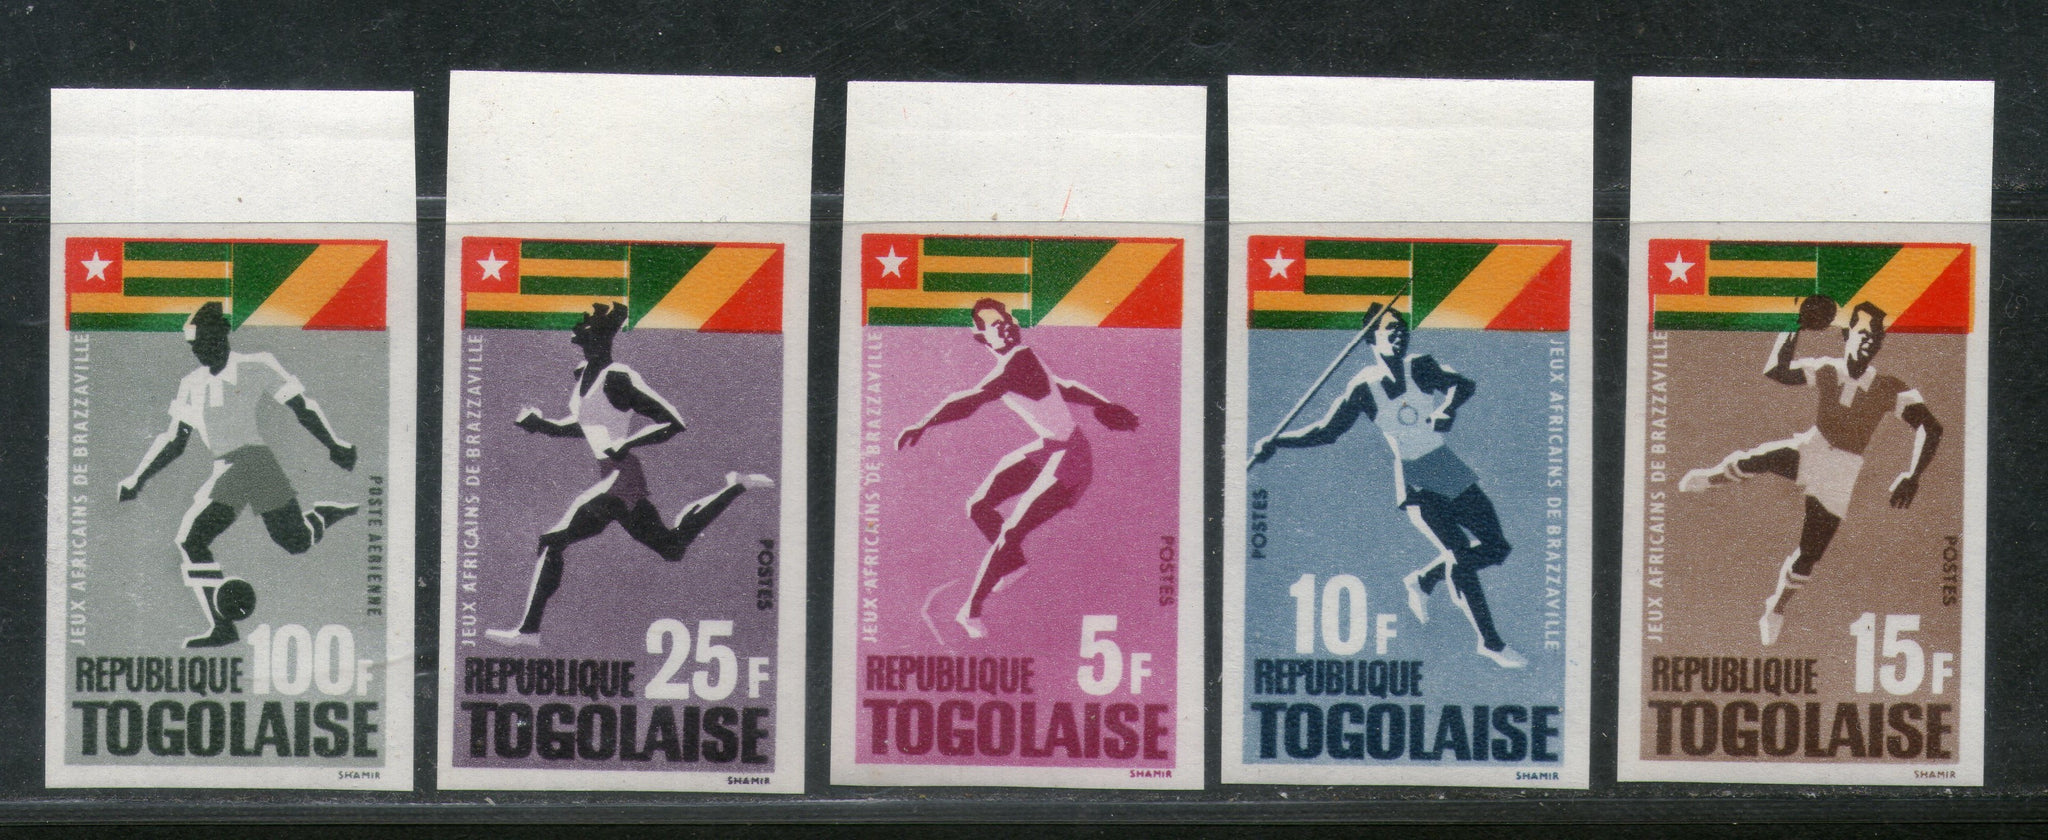 JEUX AFRICAINS DE BRAZZAVILLE
POSTE AERIENNE
100F
REPUBLIQUE
TOGOLAISE
SHAMIR
JEUX AFRICAINS DE BRAZZAVILLE
POSTES
25F
REPUBLIQUE
TOGOLAISE
SHAMIR
JEUX AFRICAINS DE BRAZZAVILLE
POSTES
5F
REPUBLIQUE
TOGOLAISE
SHAMIR
JEUX AFRICAINS DE BRAZZAVILLE
POSTES
10F
REPUBLIQUE
TOGOLAISE
SHAMIR
JEUX AFRICAINS DE BRAZZAVILLE
POSTES
15F
REPUBLIQUE
TOGOLAISE
SHAMIR